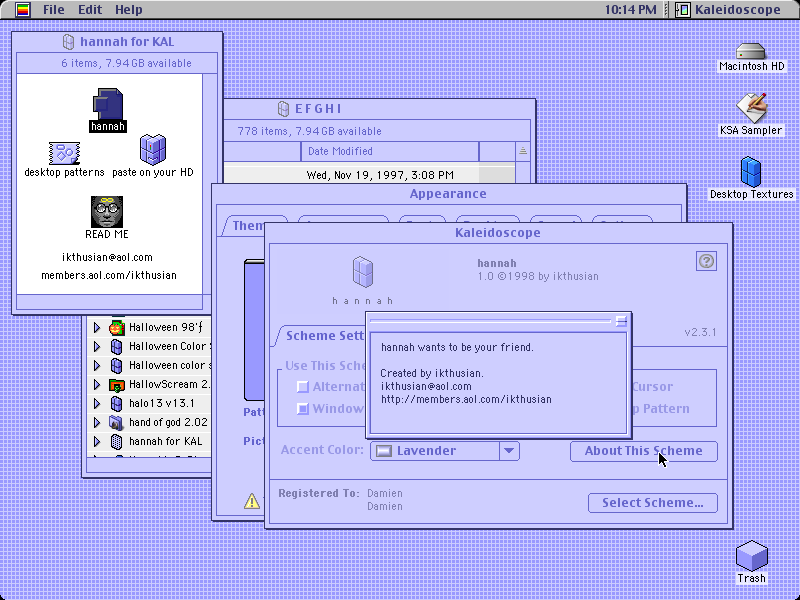 File Edit Help
10:14 PM
Kaleidoscope
hannah for KAL
6 items, 7.94 GB available
hannah
desktop patterns
paste on your HD
READ ME
ikthusian@aol.com
members.aol.com/ikthusian
E F G H I
778 items, 7.94 GB available
Date Modified
Wed, Nov 19, 1997, 3:08 PM
Halloween 98'f
Halloween Color
Halloween color s
HallowScream 2.
halo13 v13.1
hand of god 2.02
hannah for KAL
Appearance
Them
Patt
Pict
Kaleidoscope
hannah
1.0 ©1998 by ikthusian
h a n n a h
v2.3.1
Scheme Sett
Use This Sche
Alternat
Window
Cursor
p Pattern
hannah wants to be your friend.
Created by ikthusian.
ikthusian@aol.com
http://members.aol.com/ikthusian
Accent Color:
Lavender
About This Scheme
Registered To: Damien
Damien
Select Scheme...
Macintosh HD
KSA Sampler
Desktop Textures
Trash